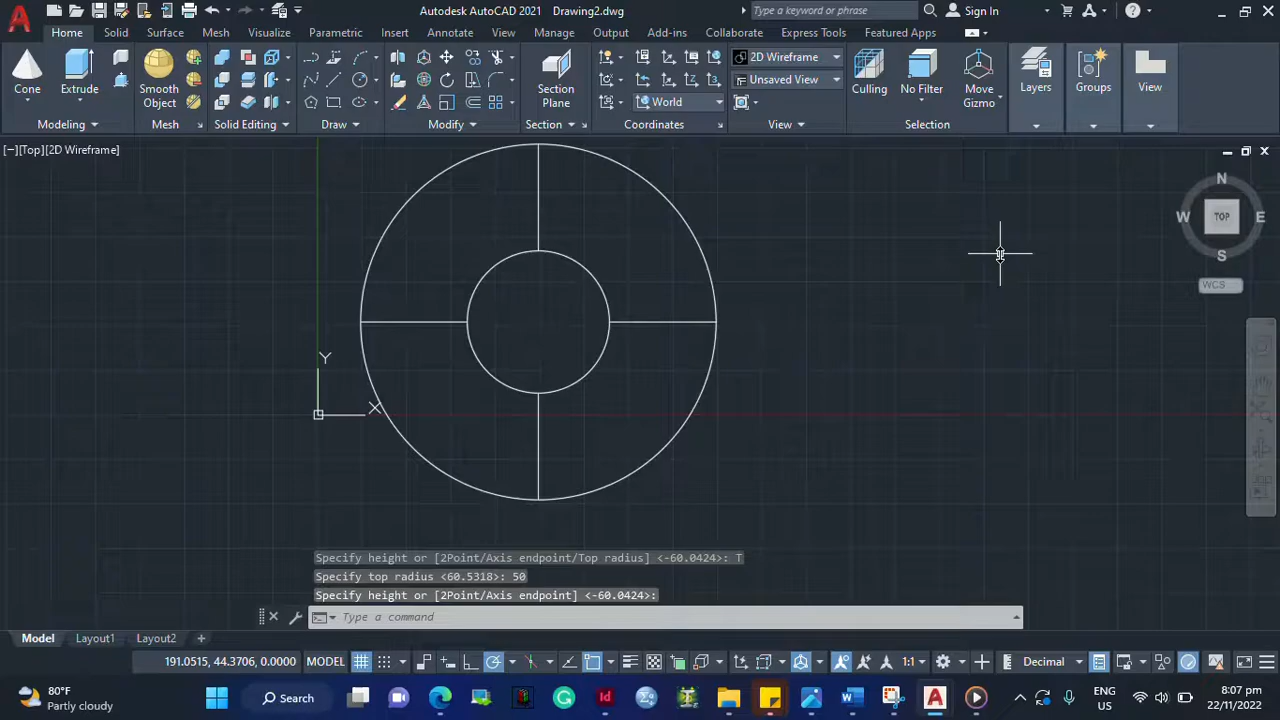 Autodesk AutoCAD 2021 Drawing2.dwg
Type a keyword or phrase
Sign In
Home Solid Surface Mesh Visualize Parametric Insert Annotate View Manage Output Add-ins Collaborate Express Tools Featured Apps
2D Wireframe
Unsaved View
World
Cone
Extrude
Smooth Object
Section Plane
Culling
No Filter
Move Gizmo
Layers
Groups
View
Modeling Mesh Solid Editing Draw Modify Section Coordinates View Selection
[−][Top][2D Wireframe]
N
W TOP E
S
WCS
Y
X
Specify height or [2Point/Axis endpoint/Top radius] <-60.0424>: T
Specify top radius <60.5318>: 50
Specify height or [2Point/Axis endpoint] <-60.0424>:
Type a command
Model Layout1 Layout2 +
191.0515, 44.3706, 0.0000 MODEL 1:1 Decimal
80°F
Partly cloudy
Search
ENG
US
8:07 pm
22/11/2022